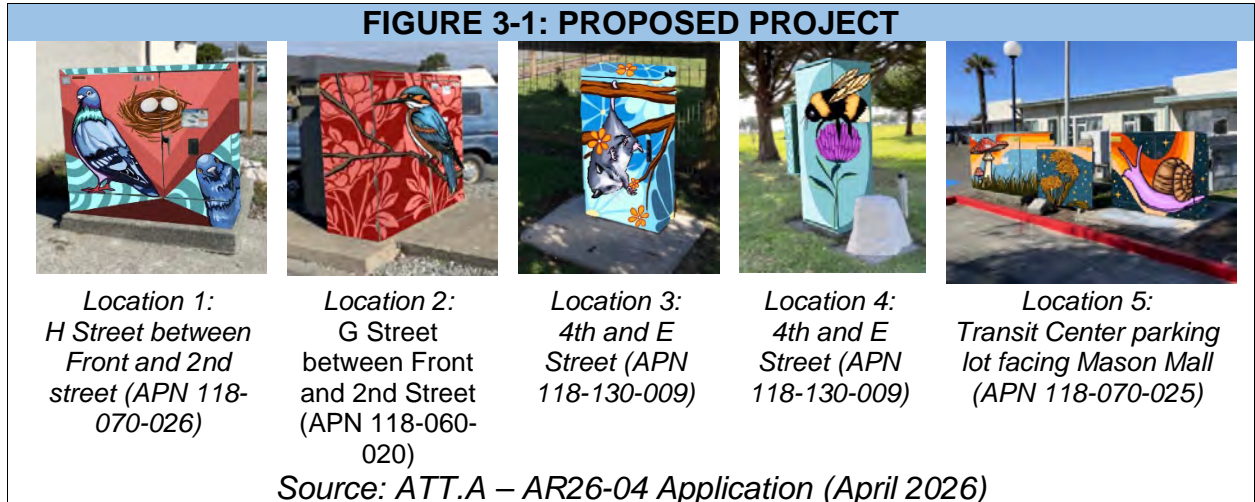 FIGURE 3-1: PROPOSED PROJECT
Location 1:
H Street between
Front and 2nd
street (APN 118-
070-026)
Location 2:
G Street
between Front
and 2nd Street
(APN 118-060-
020)
Location 3:
4th and E
Street (APN
118-130-009)
Location 4:
4th and E
Street (APN
118-130-009)
Location 5:
Transit Center parking
lot facing Mason Mall
(APN 118-070-025)
Source: ATT.A – AR26-04 Application (April 2026)